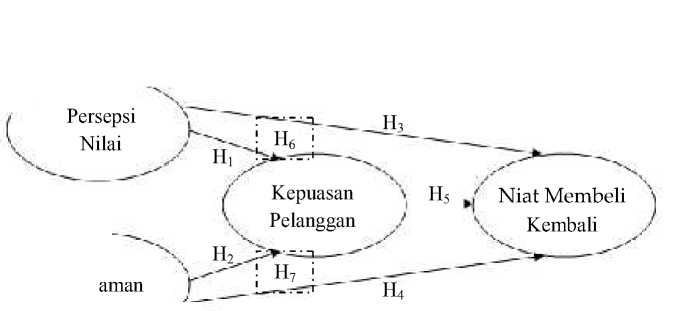 Persepsi
Nilai
H3
H6
H1
Kepuasan
Pelanggan
H5
Niat Membeli
Kembali
H2
H7
aman
H4